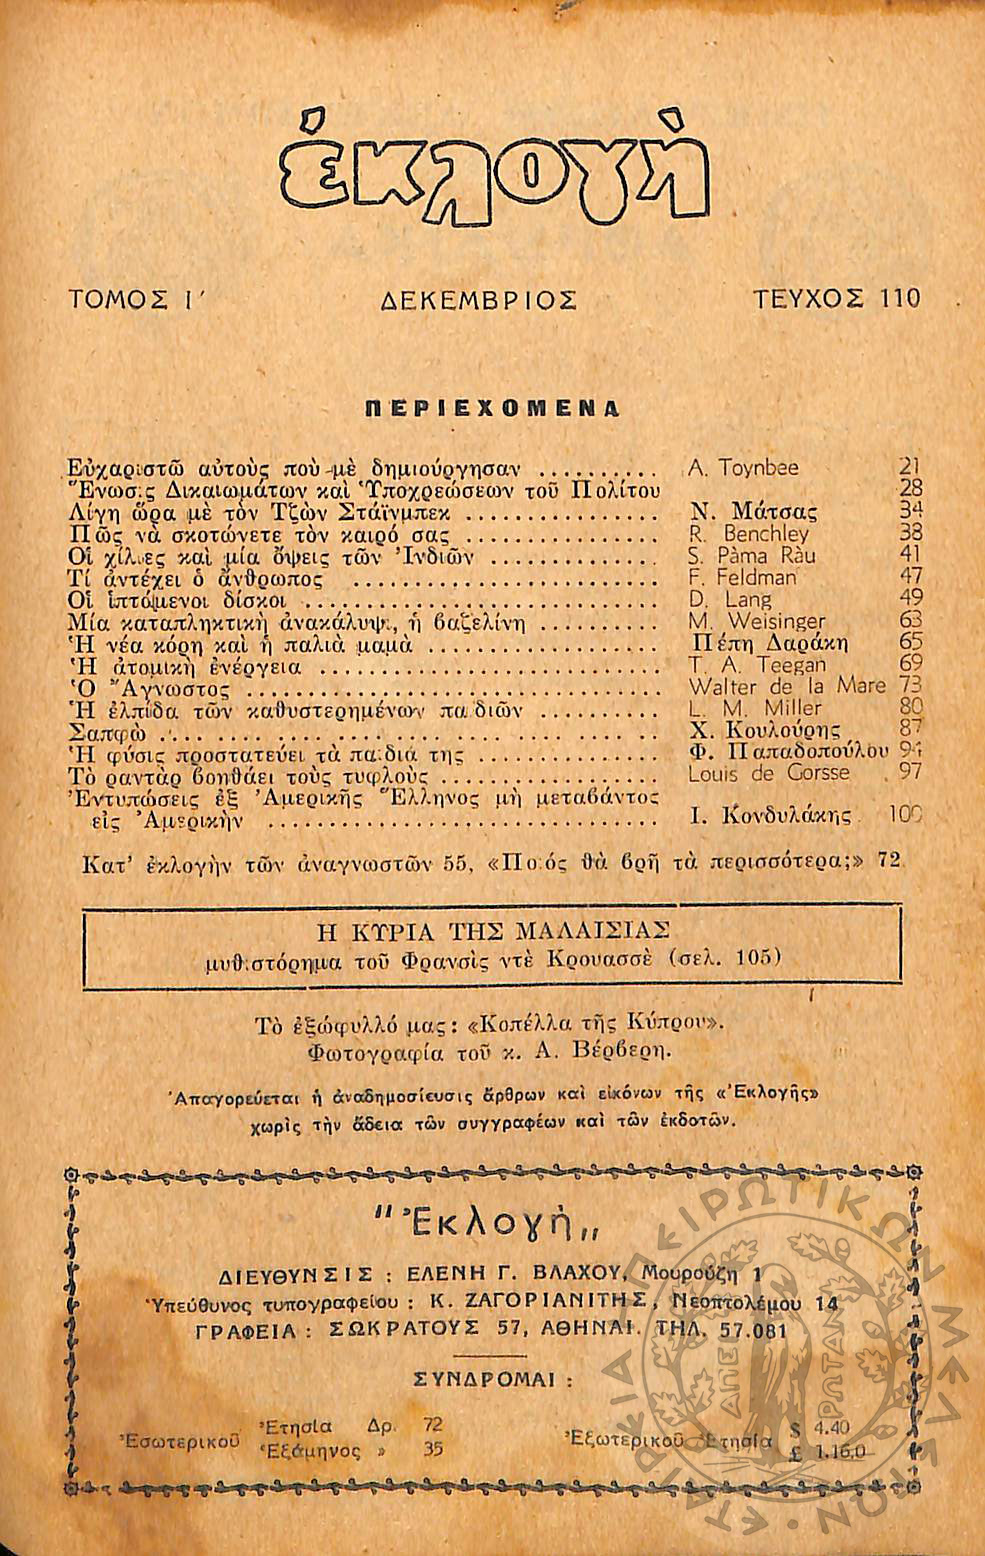 ἐκλογὴ
ΤΟΜΟΣ Ι΄ ΔΕΚΕΜΒΡΙΟΣ ΤΕΥΧΟΣ 110
ΠΕΡΙΕΧΟΜΕΝΑ
Εὐχαριστῶ αὐτοὺς ποὺ μὲ δημιούργησαν .......... A. Toynbee 21
Ἕνωσις Δικαιωμάτων καὶ Ὑποχρεώσεων τοῦ Πολίτου 28
Λίγη ὥρα μὲ τὸν Τζὼν Στάϊνμπεκ ................ Ν. Μάτσας 34
Πῶς νὰ σκοτώνετε τὸν καιρό σας ................ R. Benchley 38
Οἱ χίλιες καὶ μία ὄψεις τῶν Ἰνδιῶν .............. S. Pàma Ràu 41
Τί ἀντέχει ὁ ἄνθρωπος .......................... F. Feldman 47
Οἱ ἱπτάμενοι δίσκοι .............................. D. Lang 49
Μία καταπληκτικὴ ἀνακάλυψι, ἡ βαζελίνη .......... M. Weisinger 63
Ἡ νέα κόρη καὶ ἡ παλιὰ μαμὰ .................... Πέπη Δαράκη 65
Ἡ ἀτομικὴ ἐνέργεια ............................. T. A. Teegan 69
Ὁ Ἄγνωστος ................................... Walter de la Mare 73
Ἡ ἐλπίδα τῶν καθυστερημένων παιδιῶν .......... L. M. Miller 80
Σαπφὼ ........................................ Χ. Κουλούρης 87
Ἡ φύσις προστατεύει τὰ παιδιά της ............... Φ. Παπαδοπούλου 94
Τὸ ραντὰρ βοηθάει τοὺς τυφλοὺς .................. Louis de Gorsse 97
Ἐντυπώσεις ἐξ Ἀμερικῆς Ἕλληνος μὴ μεταβάντος
εἰς Ἀμερικὴν ................................. Ι. Κονδυλάκης 100
Κατ' ἐκλογὴν τῶν ἀναγνωστῶν 55, «Ποιός θὰ βρῆ τὰ περισσότερα;» 72
Η ΚΥΡΙΑ ΤΗΣ ΜΑΛΑΙΣΙΑΣ
μυθιστόρημα τοῦ Φρανσὶς ντὲ Κρουασσὲ (σελ. 105)
Τὸ ἐξώφυλλό μας: «Κοπέλλα τῆς Κύπρου».
Φωτογραφία τοῦ κ. Α. Βέρβερη.
Ἀπαγορεύεται ἡ ἀναδημοσίευσις ἄρθρων καὶ εἰκόνων τῆς «Ἐκλογῆς»
χωρὶς τὴν ἄδεια τῶν συγγραφέων καὶ τῶν ἐκδοτῶν.
"Ἐκλογὴ"
ΔΙΕΥΘΥΝΣΙΣ : ΕΛΕΝΗ Γ. ΒΛΑΧΟΥ, Μουρούζη 1
Ὑπεύθυνος τυπογραφείου : Κ. ΖΑΓΟΡΙΑΝΙΤΗΣ, Νεοπτολέμου 14
ΓΡΑΦΕΙΑ : ΣΩΚΡΑΤΟΥΣ 57, ΑΘΗΝΑΙ. ΤΗΛ. 57.081
ΣΥΝΔΡΟΜΑΙ :
Ἐσωτερικοῦ Ἐτησία Δρ. 72
Ἑξάμηνος » 35
Ἐξωτερικοῦ Ἐτησία $ 4.40
£ 1.16.0
ΕΤΑΙΡΕΙΑ ΗΠΕΙΡΩΤΙΚΩΝ ΜΕΛΕΤΩΝ
ΑΠΕΙΡΩΤΑΝ